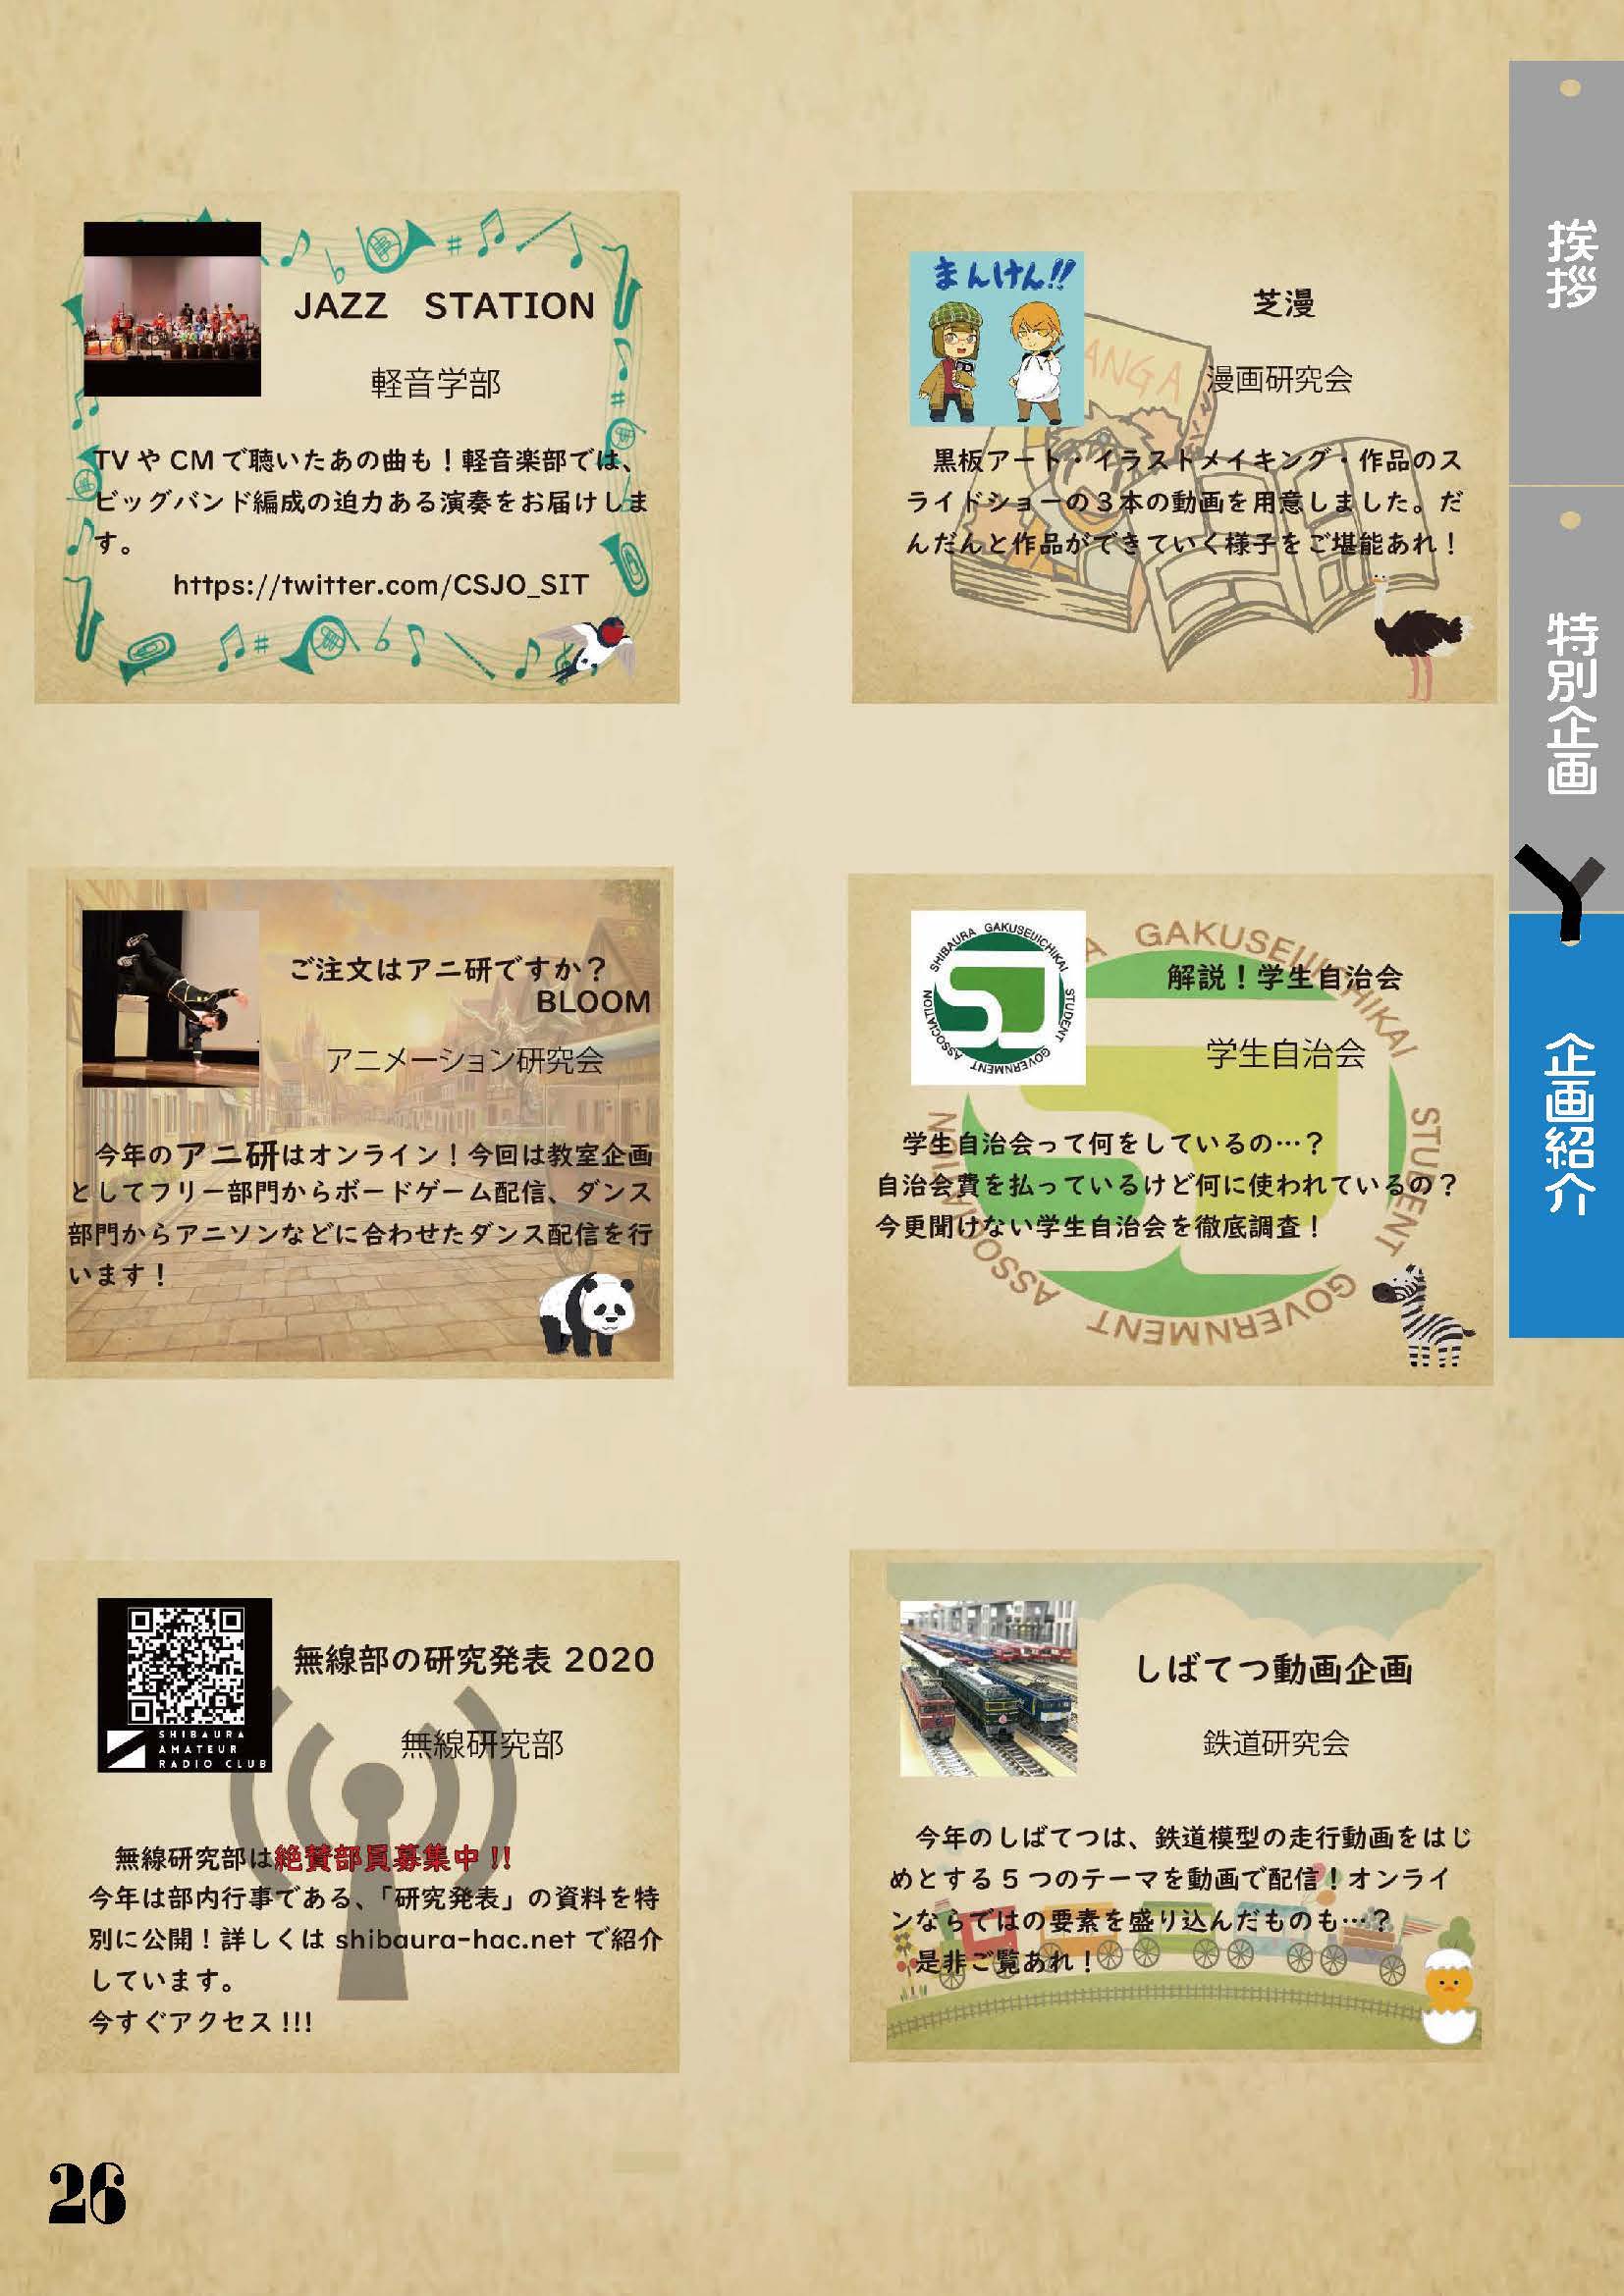 JAZZ STATION
軽音学部
TV や CM で聴いたあの曲も！軽音楽部では、
ビッグバンド編成の迫力ある演奏をお届けしま
す。
https://twitter.com/CSJO_SIT
まんけん!!
MANGA
芝漫
漫画研究会
黒板アート・イラストメイキング・作品のス
ライドショーの３本の動画を用意しました。だ
んだんと作品ができていく様子をご堪能あれ！
ご注文はアニ研ですか？
BLOOM
アニメーション研究会
今年のアニ研はオンライン！今回は教室企画
としてフリー部門からボードゲーム配信、ダンス
部門からアニソンなどに合わせたダンス配信を行
います！
SHIBAURA GAKUSEIJICHIKAI
STUDENT GOVERNMENT ASSOCIATION
解説！学生自治会
学生自治会
学生自治会って何をしているの…？
自治会費を払っているけど何に使われているの？
今更聞けない学生自治会を徹底調査！
A GAKUSEIJICHIKAI STUDENT GOVERNMENT ASSOCIATION
SHIBAURA
AMATEUR
RADIO CLUB
無線部の研究発表 2020
無線研究部
無線研究部は絶賛部員募集中 !!
今年は部内行事である、「研究発表」の資料を特
別に公開！詳しくは shibaura-hac.net で紹介
しています。
今すぐアクセス !!!
しばてつ動画企画
鉄道研究会
今年のしばてつは、鉄道模型の走行動画をはじ
めとする 5 つのテーマを動画で配信！オンライ
ンならではの要素を盛り込んだものも…？
是非ご覧あれ！
挨拶
特別企画
企画紹介
26